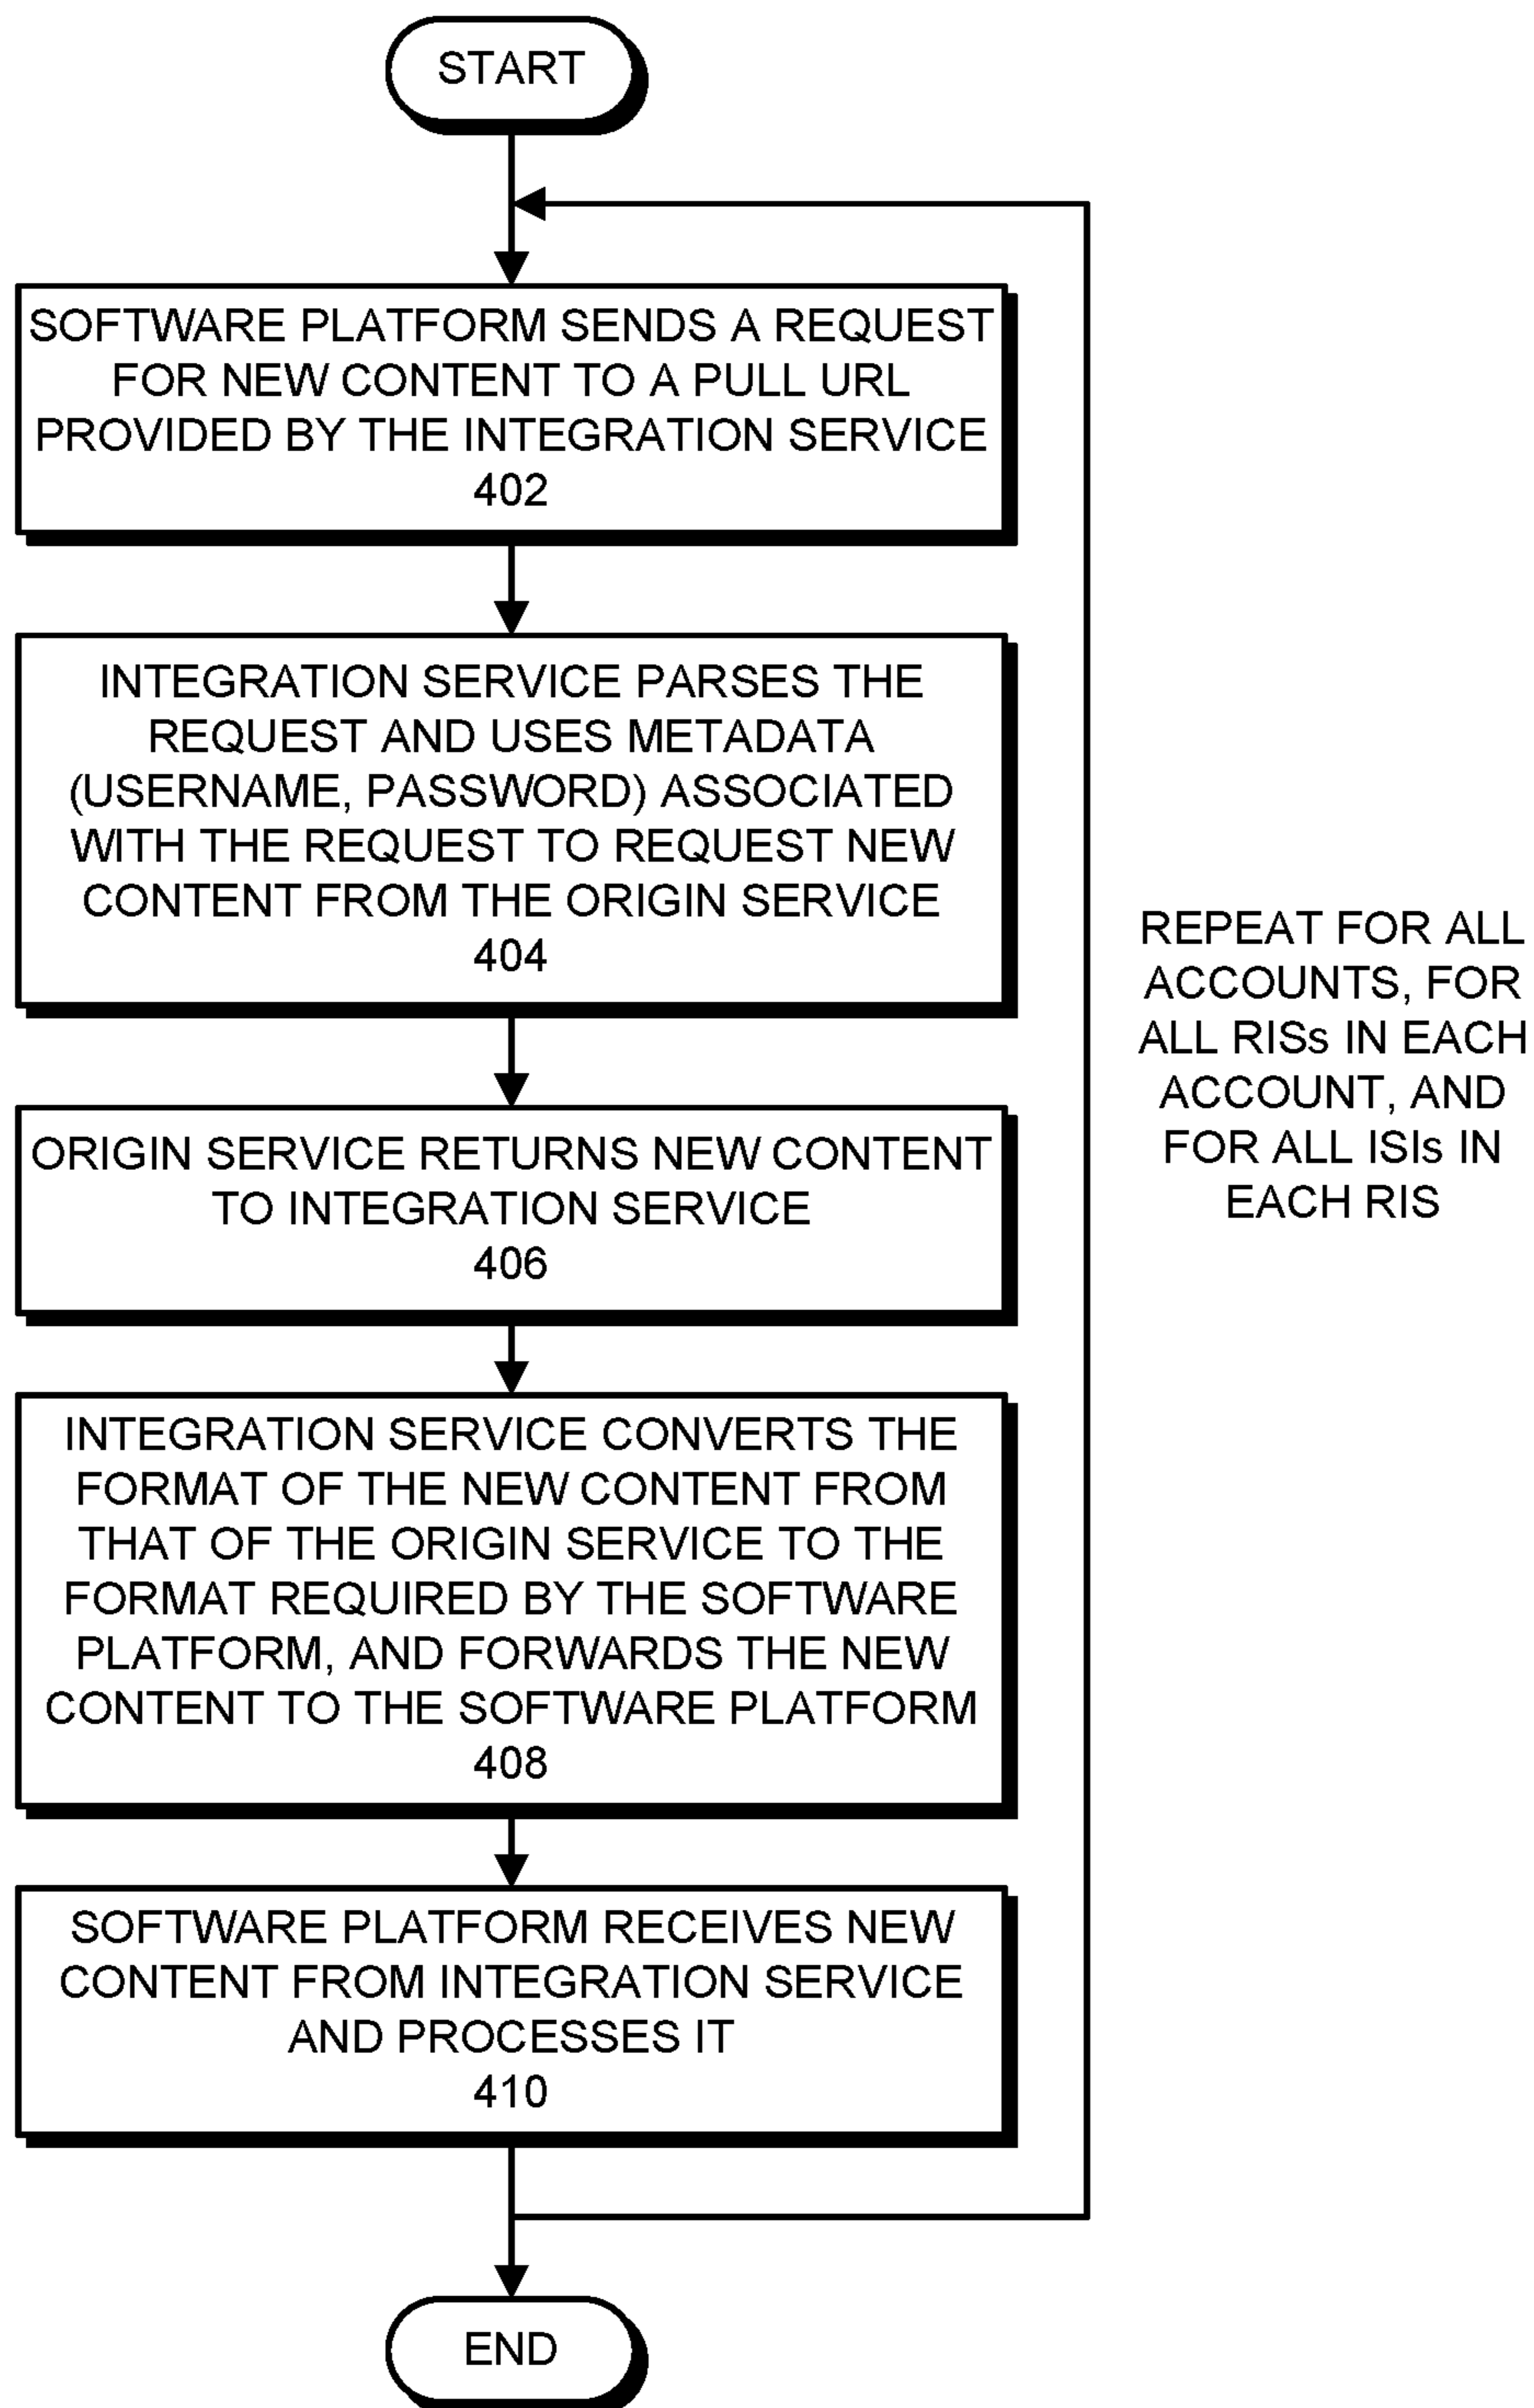 START
SOFTWARE PLATFORM SENDS A REQUEST
FOR NEW CONTENT TO A PULL URL
PROVIDED BY THE INTEGRATION SERVICE
402
INTEGRATION SERVICE PARSES THE
REQUEST AND USES METADATA
(USERNAME, PASSWORD) ASSOCIATED
WITH THE REQUEST TO REQUEST NEW
CONTENT FROM THE ORIGIN SERVICE
404
REPEAT FOR ALL
ACCOUNTS, FOR
ALL RISs IN EACH
ACCOUNT, AND
FOR ALL ISIs IN
EACH RIS
ORIGIN SERVICE RETURNS NEW CONTENT
TO INTEGRATION SERVICE
406
INTEGRATION SERVICE CONVERTS THE
FORMAT OF THE NEW CONTENT FROM
THAT OF THE ORIGIN SERVICE TO THE
FORMAT REQUIRED BY THE SOFTWARE
PLATFORM, AND FORWARDS THE NEW
CONTENT TO THE SOFTWARE PLATFORM
408
SOFTWARE PLATFORM RECEIVES NEW
CONTENT FROM INTEGRATION SERVICE
AND PROCESSES IT
410
END